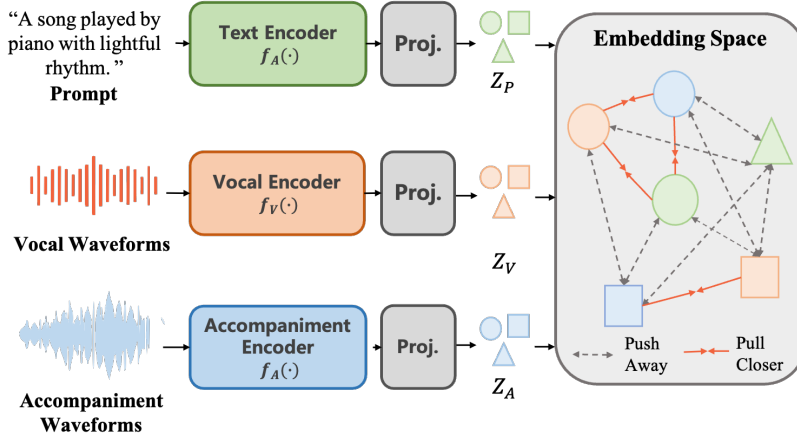 “A song played by
piano with lightful
rhythm. ”
Prompt
Text Encoder
f_A(·)
Proj.
Z_P
Vocal Waveforms
Vocal Encoder
f_V(·)
Proj.
Z_V
Accompaniment
Waveforms
Accompaniment
Encoder
f_A(·)
Proj.
Z_A
Embedding Space
Push
Away
Pull
Closer